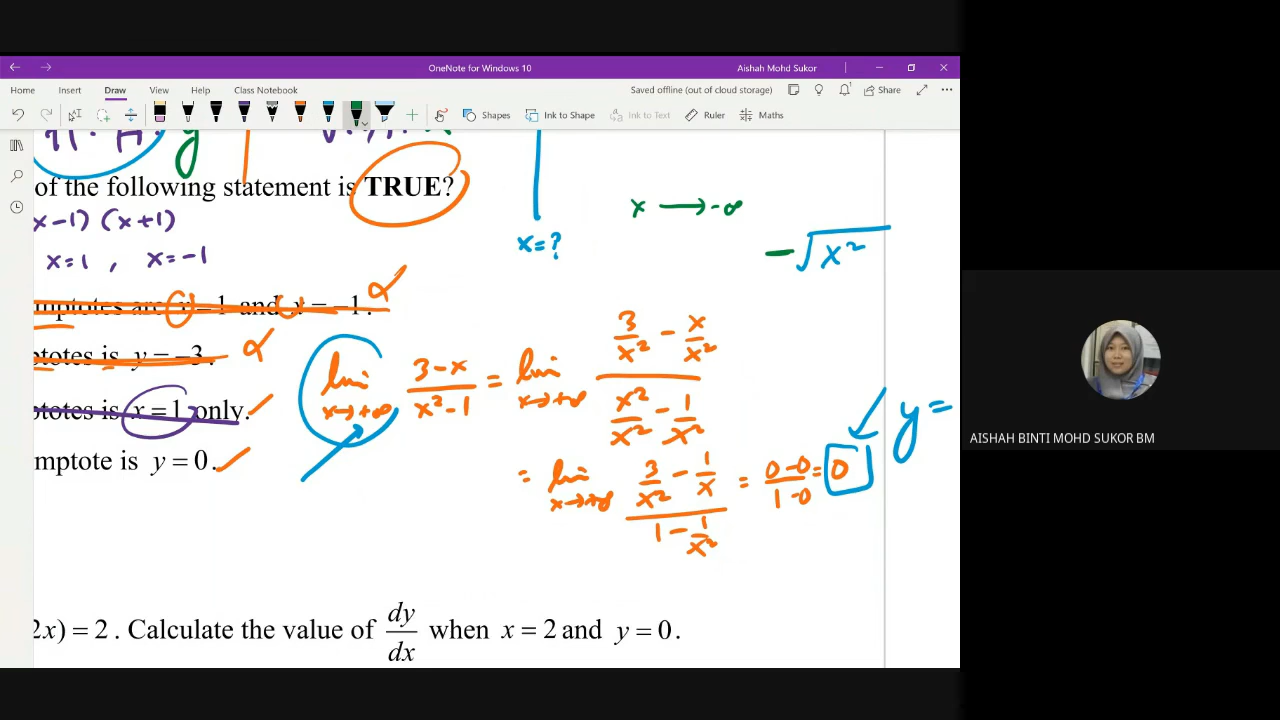 OneNote for Windows 10
Aishah Mohd Sukor
Home Insert Draw View Help Class Notebook
Saved offline (out of cloud storage)
Share
Shapes Ink to Shape Ink to Text Ruler Maths
y
of the following statement is TRUE?
x-1) (x+1)
x=1 , x=-1
x=?
x → -∞
-√x²
mptotes are = 1 and x = -1.
ptotes is y = -3.
ptotes is x = 1 only.
mptote is y = 0.
lim x→+∞ (3-x)/(x²-1) = lim x→+∞ (3/x² - x/x²)/(x²/x² - 1/x²)
= lim x→+∞ (3/x² - 1/x)/(1 - 1/x²) = (0-0)/(1-0) = 0
y =
AISHAH BINTI MOHD SUKOR BM
2x) = 2 . Calculate the value of dy/dx when x = 2 and y = 0.